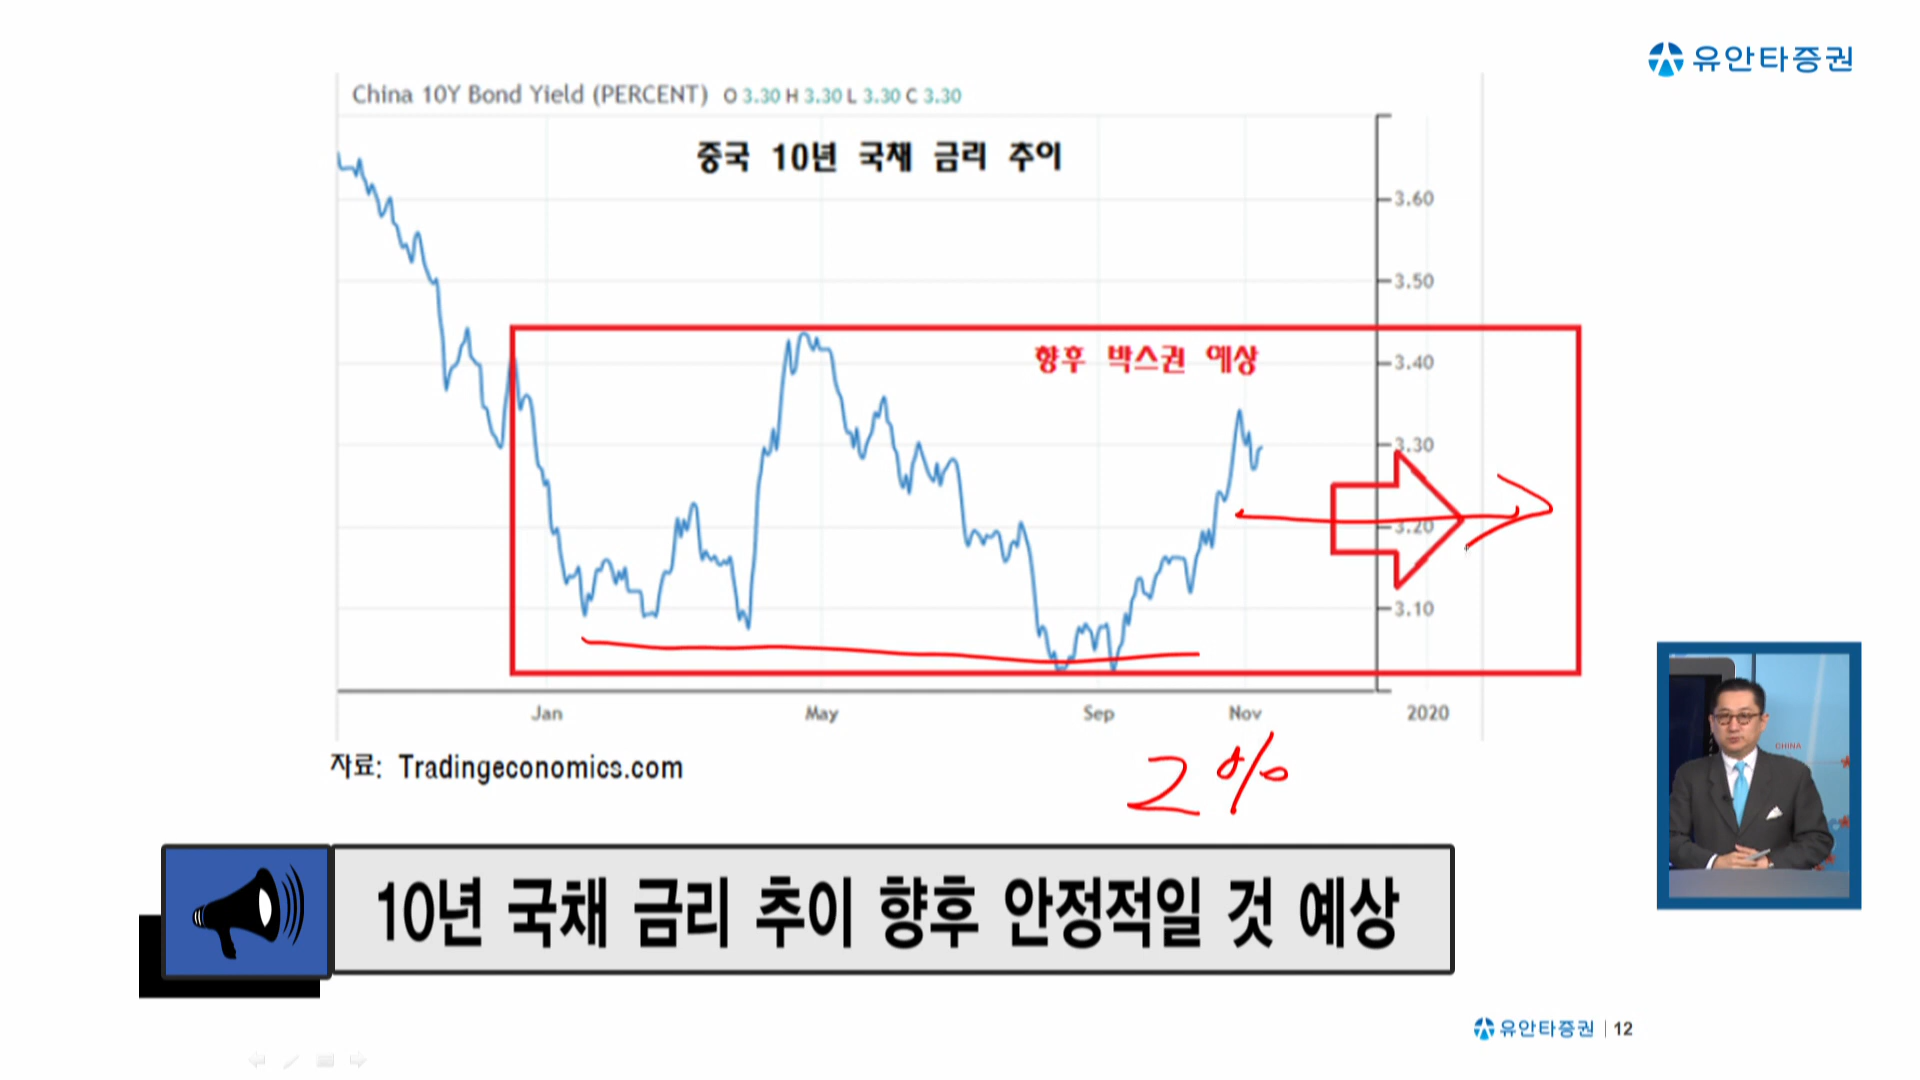 유안타증권
China 10Y Bond Yield (PERCENT) O 3.30 H 3.30 L 3.30 C 3.30
중국 10년 국채 금리 추이
3.60
3.50
향후 박스권 예상
3.40
3.30
3.20
3.10
Jan May Sep Nov 2020
자료: Tradingeconomics.com
2%
CHINA
10년 국채 금리 추이 향후 안정적일 것 예상
유안타증권 | 12